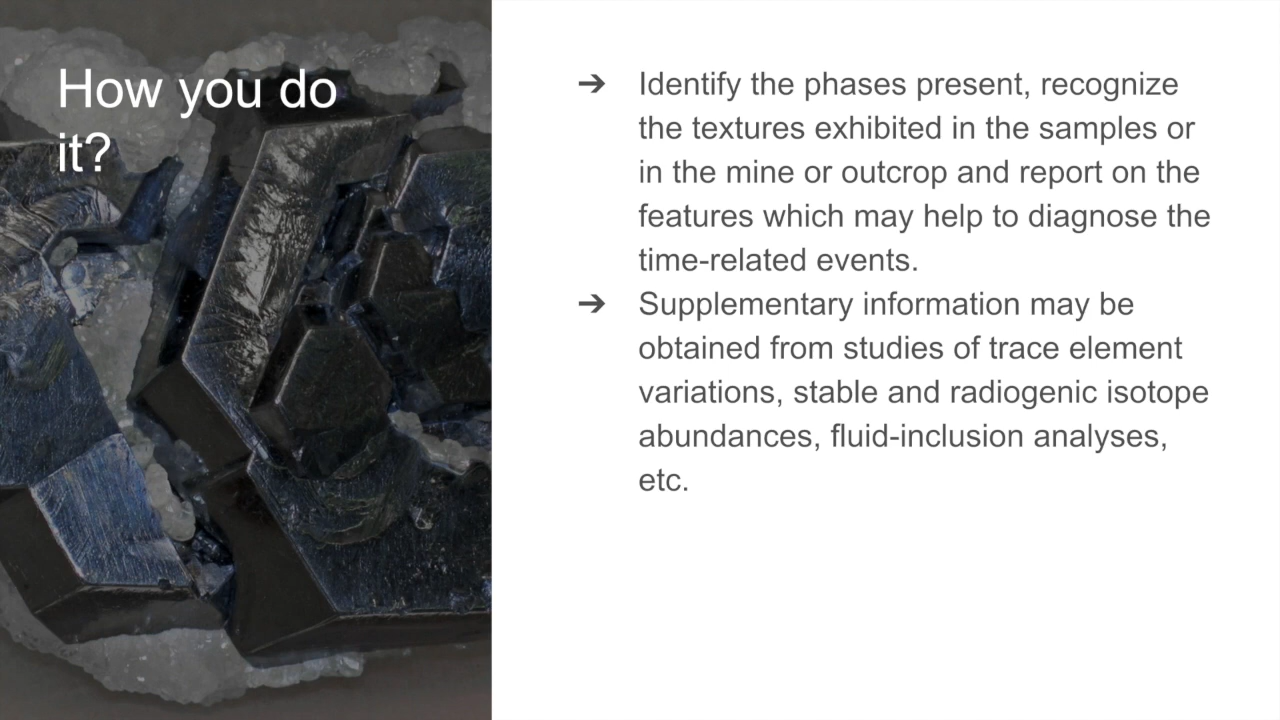 How you do
it?
➔ Identify the phases present, recognize
the textures exhibited in the samples or
in the mine or outcrop and report on the
features which may help to diagnose the
time-related events.
➔ Supplementary information may be
obtained from studies of trace element
variations, stable and radiogenic isotope
abundances, fluid-inclusion analyses,
etc.